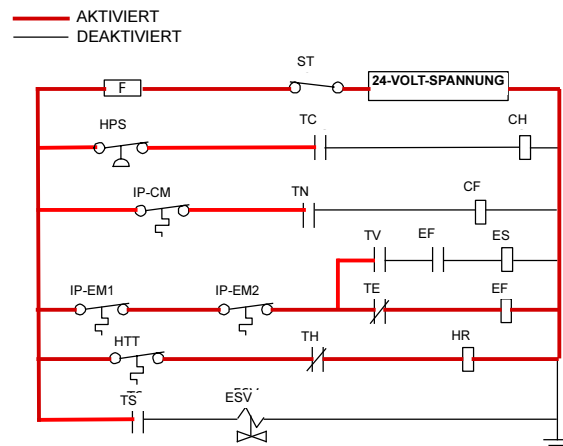 AKTIVIERT
DEAKTIVIERT
ST
F
24-VOLT-SPANNUNG
HPS
TC
CH
IP-CM
TN
CF
TV
EF
ES
IP-EM1
IP-EM2
TE
EF
HTT
TH
HR
TS
ESV